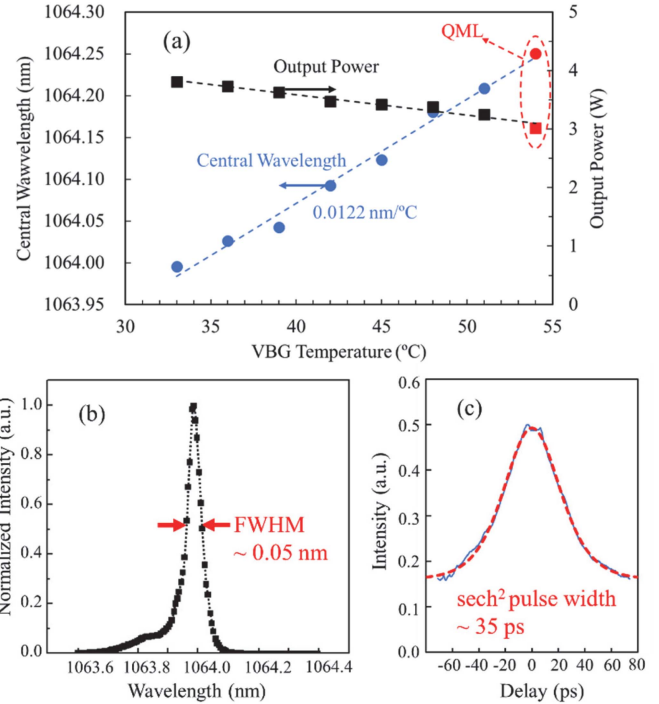 (a)
QML
Output Power
Central Wavelength
0.0122 nm/ºC
1064.30
1064.25
1064.20
1064.15
1064.10
1064.05
1064.00
1063.95
Central Wawvelength (nm)
5
4
3
2
1
0
Output Power (W)
30 35 40 45 50 55
VBG Temperature (ºC)
(b)
FWHM
~ 0.05 nm
1.0
0.8
0.6
0.4
0.2
0.0
Normalized Intensity (a.u.)
1063.6 1063.8 1064.0 1064.2 1064.4
Wavelength (nm)
(c)
sech² pulse width
~ 35 ps
0.6
0.5
0.3
0.2
0.1
Intensity (a.u.)
-60 -40 -20 0 20 40 60 80
Delay (ps)